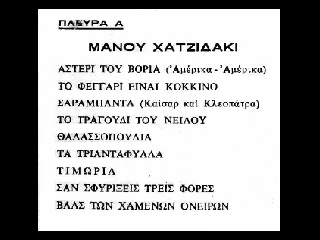 ΠΛΕΥΡΑ Α
ΜΑΝΟΥ ΧΑΤΖΙΔΑΚΙ
ΑΣΤΕΡΙ ΤΟΥ ΒΟΡΙΑ ('Αμέρικα - 'Αμέρικα)
ΤΟ ΦΕΓΓΑΡΙ ΕΙΝΑΙ ΚΟΚΚΙΝΟ
ΣΑΡΑΜΠΑΝΤΑ (Καίσαρ καί Κλεοπάτρα)
ΤΟ ΤΡΑΓΟΥΔΙ ΤΟΥ ΝΕΙΛΟΥ
ΘΑΛΑΣΣΟΠΟΥΛΙΑ
ΤΑ ΤΡΙΑΝΤΑΦΥΛΛΑ
ΤΙΜΩΡΙΑ
ΣΑΝ ΣΦΥΡΙΞΕΙΣ ΤΡΕΙΣ ΦΟΡΕΣ
ΒΑΛΣ ΤΩΝ ΧΑΜΕΝΩΝ ΟΝΕΙΡΩΝ